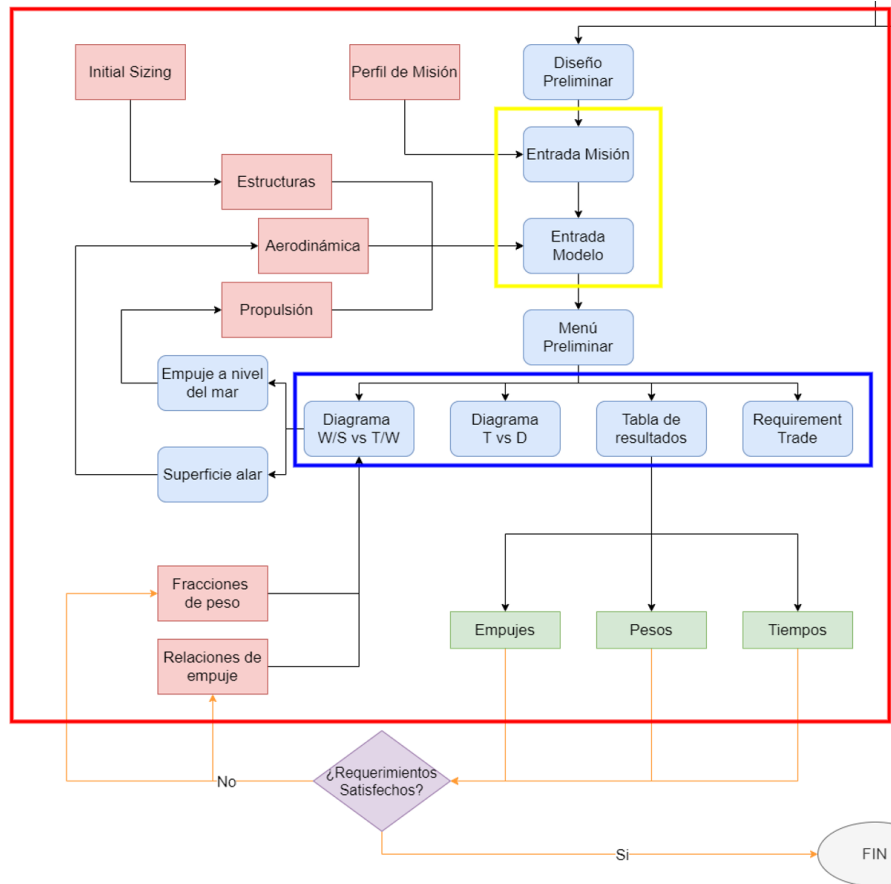 Initial Sizing
Perfil de Misión
Diseño
Preliminar
Entrada Misión
Estructuras
Aerodinámica
Entrada
Modelo
Propulsión
Menú
Preliminar
Empuje a nivel
del mar
Diagrama
W/S vs T/W
Diagrama
T vs D
Tabla de
resultados
Requirement
Trade
Superficie alar
Fracciones
de peso
Relaciones de
empuje
Empujes
Pesos
Tiempos
¿Requerimientos
Satisfechos?
No
Si
FIN